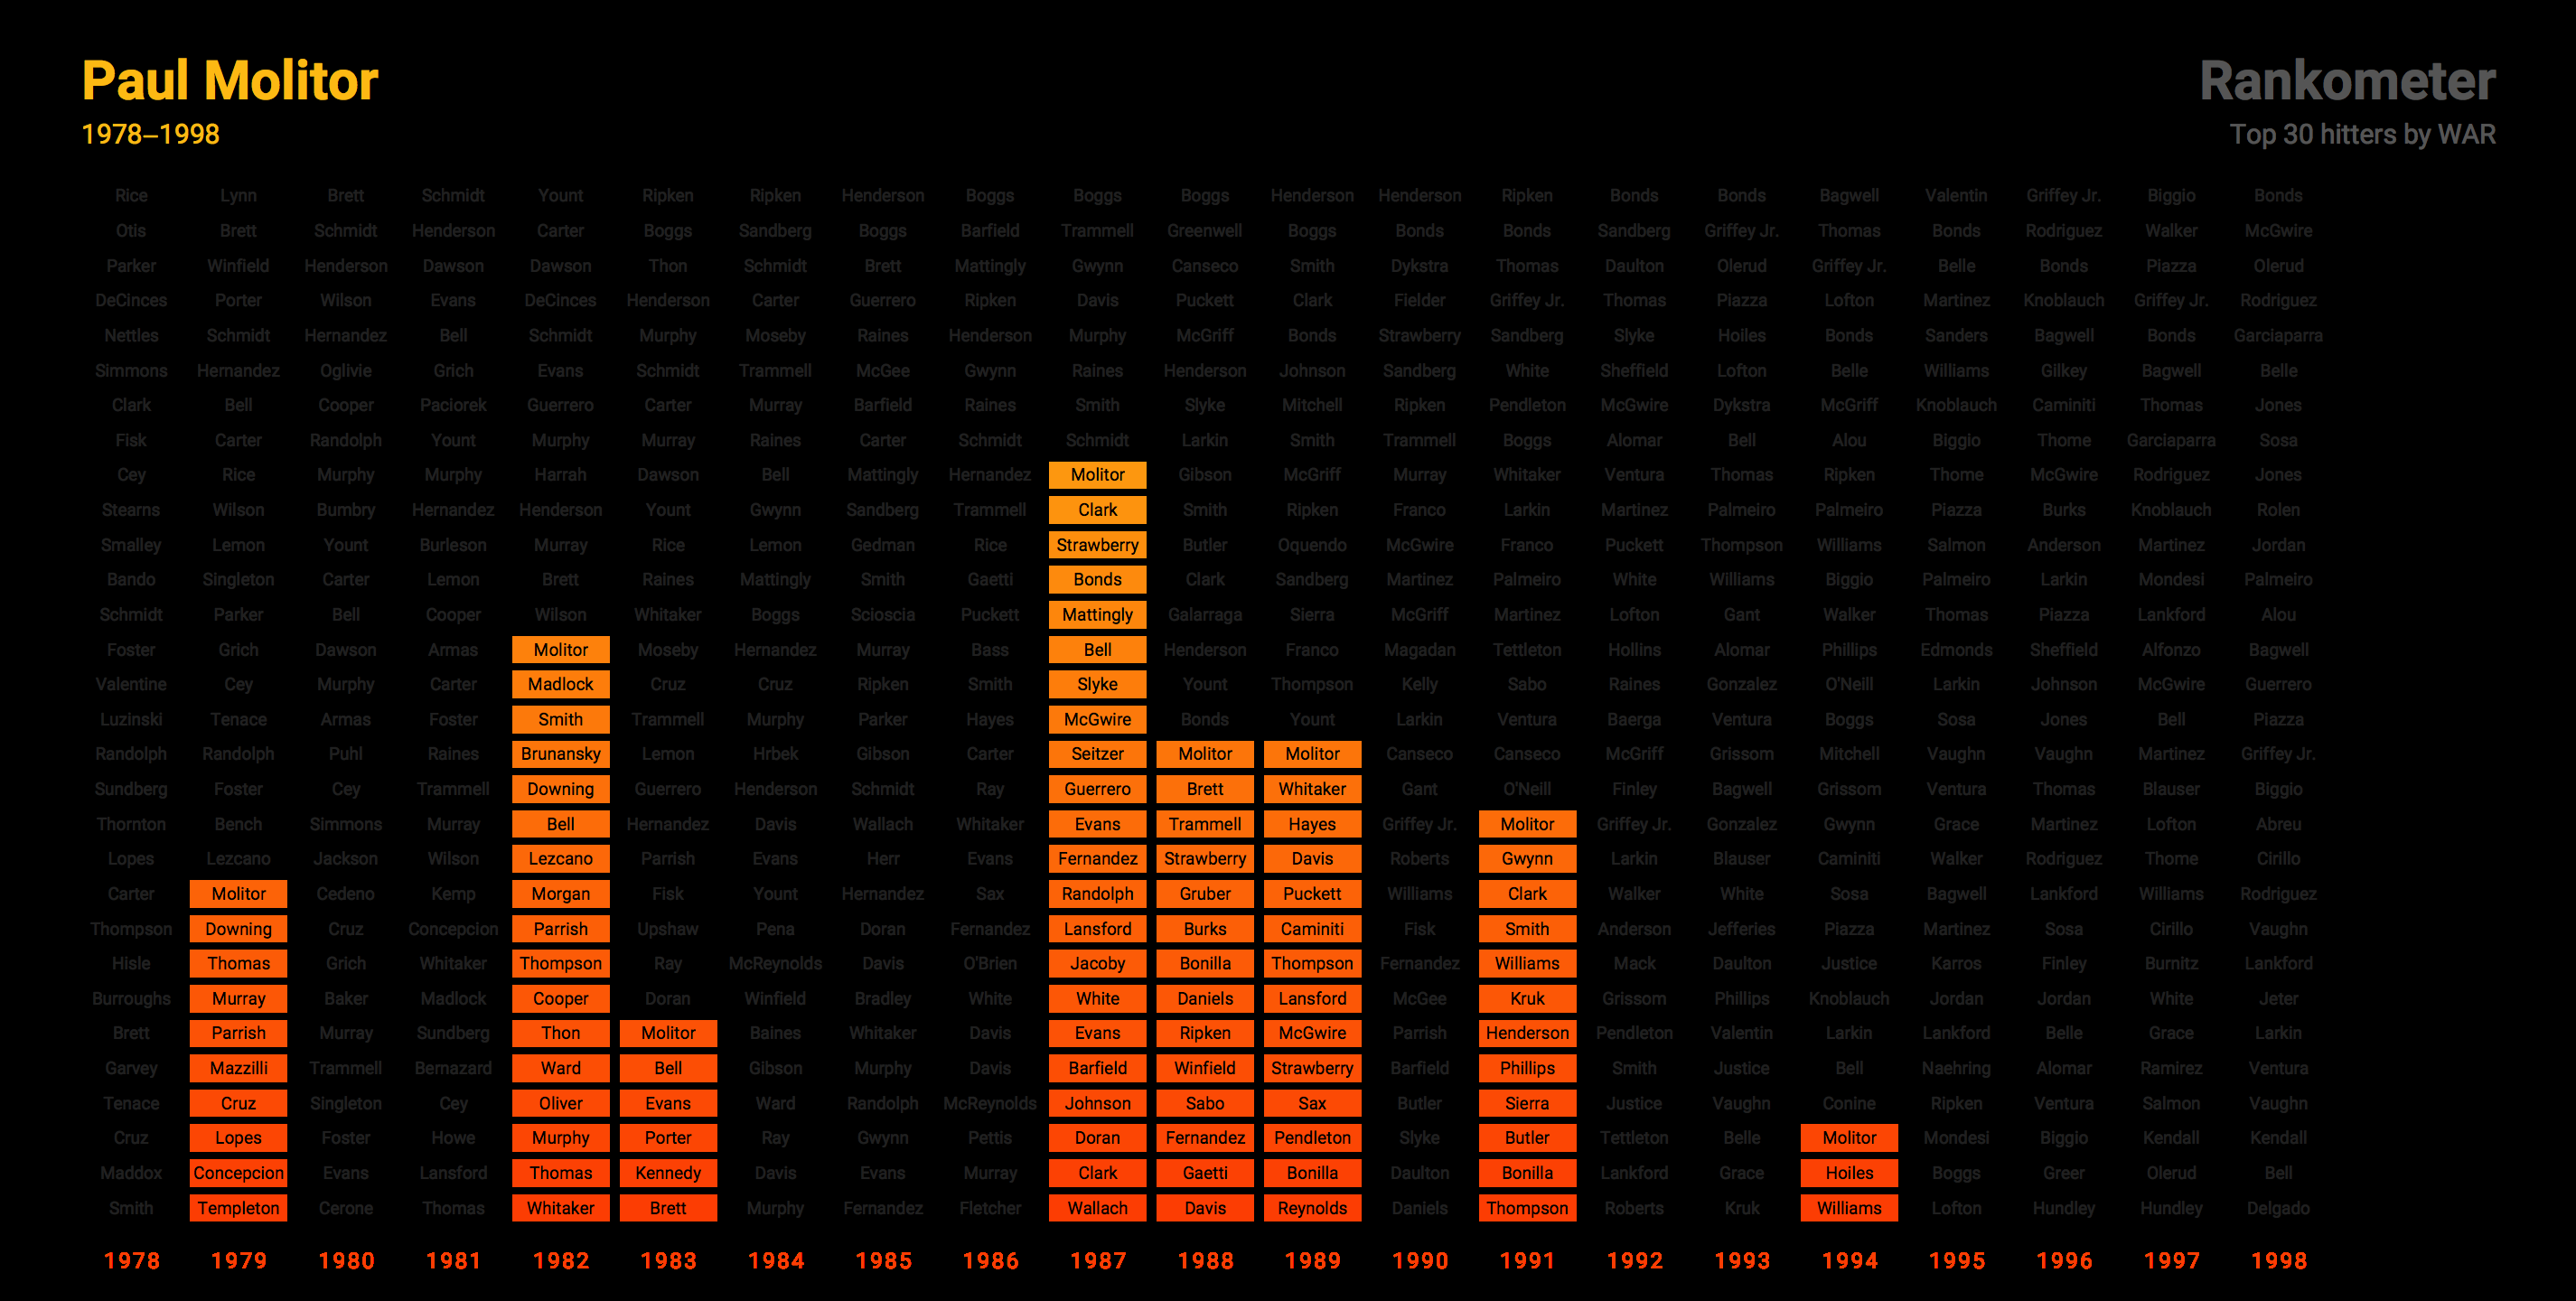 Paul Molitor
1978–1998
Rankometer
Top 30 hitters by WAR
Rice Lynn Brett Schmidt Yount Ripken Ripken Henderson Boggs Boggs Boggs Henderson Henderson Ripken Bonds Bonds Bagwell Valentin Griffey Jr. Biggio Bonds
Otis Brett Schmidt Henderson Carter Boggs Sandberg Boggs Barfield Trammell Greenwell Boggs Bonds Bonds Sandberg Griffey Jr. Thomas Bonds Rodriguez Walker McGwire
Parker Winfield Henderson Dawson Dawson Thon Schmidt Brett Mattingly Gwynn Canseco Smith Dykstra Thomas Daulton Olerud Griffey Jr. Belle Bonds Piazza Olerud
DeCinces Porter Wilson Evans DeCinces Henderson Carter Guerrero Ripken Davis Puckett Clark Fielder Griffey Jr. Thomas Piazza Lofton Martinez Knoblauch Griffey Jr. Rodriguez
Nettles Schmidt Hernandez Bell Schmidt Murphy Moseby Raines Henderson Murphy McGriff Bonds Strawberry Sandberg Slyke Hoiles Bonds Sanders Bagwell Bonds Garciaparra
Simmons Hernandez Oglivie Grich Evans Schmidt Trammell McGee Gwynn Raines Henderson Johnson Sandberg White Sheffield Lofton Belle Williams Gilkey Bagwell Belle
Clark Bell Cooper Paciorek Guerrero Carter Murray Barfield Raines Smith Slyke Mitchell Ripken Pendleton McGwire Dykstra McGriff Knoblauch Caminiti Thomas Jones
Fisk Carter Randolph Yount Murphy Murray Raines Carter Schmidt Schmidt Larkin Smith Trammell Boggs Alomar Bell Alou Biggio Thome Garciaparra Sosa
Cey Rice Murphy Murphy Harrah Dawson Bell Mattingly Hernandez Molitor Gibson McGriff Murray Whitaker Ventura Thomas Ripken Thome McGwire Rodriguez Jones
Stearns Wilson Bumbry Hernandez Henderson Yount Gwynn Sandberg Trammell Clark Smith Ripken Franco Larkin Martinez Palmeiro Palmeiro Piazza Burks Knoblauch Rolen
Smalley Lemon Yount Burleson Murray Rice Lemon Gedman Rice Strawberry Butler Oquendo McGwire Franco Puckett Thompson Williams Salmon Anderson Martinez Jordan
Bando Singleton Carter Lemon Brett Raines Mattingly Smith Gaetti Bonds Clark Sandberg Martinez Palmeiro White Williams Biggio Palmeiro Larkin Mondesi Palmeiro
Schmidt Parker Bell Cooper Wilson Whitaker Boggs Scioscia Puckett Mattingly Galarraga Sierra McGriff Martinez Lofton Gant Walker Thomas Piazza Lankford Alou
Foster Grich Dawson Armas Molitor Moseby Hernandez Murray Bass Bell Henderson Franco Magadan Tettleton Hollins Alomar Phillips Edmonds Sheffield Alfonzo Bagwell
Valentine Cey Murphy Carter Madlock Cruz Cruz Ripken Smith Slyke Yount Thompson Kelly Sabo Raines Gonzalez O'Neill Larkin Johnson McGwire Guerrero
Luzinski Tenace Armas Foster Smith Trammell Murphy Parker Hayes McGwire Bonds Yount Larkin Ventura Baerga Ventura Boggs Sosa Jones Bell Piazza
Randolph Randolph Puhl Raines Brunansky Lemon Hrbek Gibson Carter Seitzer Molitor Molitor Canseco Canseco McGriff Grissom Mitchell Vaughn Vaughn Martinez Griffey Jr.
Sundberg Foster Cey Trammell Downing Guerrero Henderson Schmidt Ray Guerrero Brett Whitaker Gant O'Neill Finley Bagwell Grissom Ventura Thomas Blauser Biggio
Thornton Bench Simmons Murray Bell Hernandez Davis Wallach Whitaker Evans Trammell Hayes Griffey Jr. Molitor Griffey Jr. Gonzalez Gwynn Grace Martinez Lofton Abreu
Lopes Lezcano Jackson Wilson Lezcano Parrish Evans Herr Evans Fernandez Strawberry Davis Roberts Gwynn Larkin Blauser Caminiti Walker Rodriguez Thome Cirillo
Carter Molitor Cedeno Kemp Morgan Fisk Yount Hernandez Sax Randolph Gruber Puckett Williams Clark Walker White Sosa Bagwell Lankford Williams Rodriguez
Thompson Downing Cruz Concepcion Parrish Upshaw Pena Doran Fernandez Lansford Burks Caminiti Fisk Smith Anderson Jefferies Piazza Martinez Sosa Cirillo Vaughn
Hisle Thomas Grich Whitaker Thompson Ray McReynolds Davis O'Brien Jacoby Bonilla Thompson Fernandez Williams Mack Daulton Justice Karros Finley Burnitz Lankford
Burroughs Murray Baker Madlock Cooper Doran Winfield Bradley White White Daniels Lansford McGee Kruk Grissom Phillips Knoblauch Jordan Jordan White Jeter
Brett Parrish Murray Sundberg Thon Molitor Baines Whitaker Davis Evans Ripken McGwire Parrish Henderson Pendleton Valentin Larkin Lankford Belle Grace Larkin
Garvey Mazzilli Trammell Bernazard Ward Bell Gibson Murphy Davis Barfield Winfield Strawberry Barfield Phillips Smith Justice Bell Naehring Alomar Ramirez Ventura
Tenace Cruz Singleton Cey Oliver Evans Ward Randolph McReynolds Johnson Sabo Sax Butler Sierra Justice Vaughn Conine Ripken Ventura Salmon Vaughn
Cruz Lopes Foster Howe Murphy Porter Ray Gwynn Pettis Doran Fernandez Pendleton Slyke Butler Tettleton Belle Molitor Mondesi Biggio Kendall Kendall
Maddox Concepcion Evans Lansford Thomas Kennedy Davis Evans Murray Clark Gaetti Bonilla Daulton Bonilla Lankford Grace Hoiles Boggs Greer Olerud Bell
Smith Templeton Cerone Thomas Whitaker Brett Murphy Fernandez Fletcher Wallach Davis Reynolds Daniels Thompson Roberts Kruk Williams Lofton Hundley Hundley Delgado
1978 1979 1980 1981 1982 1983 1984 1985 1986 1987 1988 1989 1990 1991 1992 1993 1994 1995 1996 1997 1998